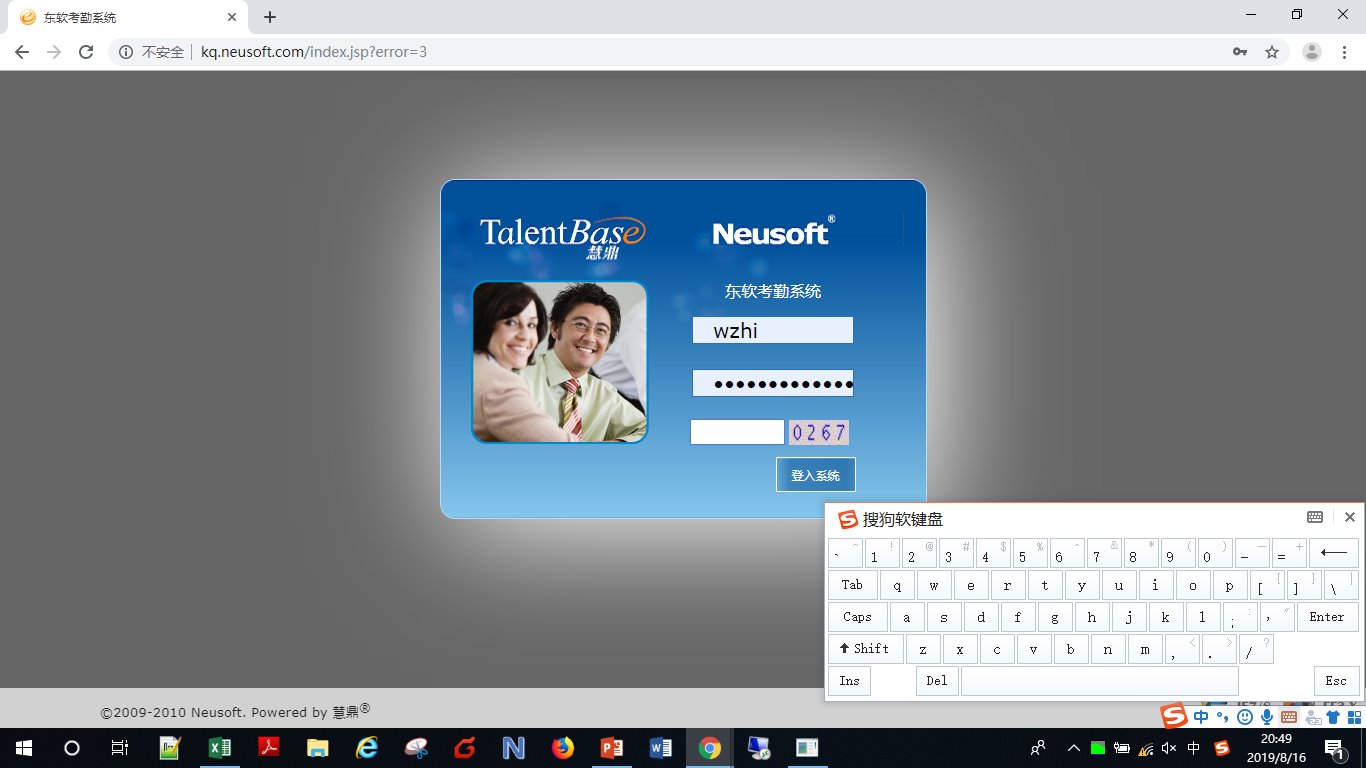 东软考勤系统
不安全 kq.neusoft.com/index.jsp?error=3
TalentBase
慧鼎
Neusoft®
东软考勤系统
wzhi
0267
登入系统
搜狗软键盘
` ~ 1 ! 2 @ 3 # 4 $ 5 % 6 ^ 7 & 8 * 9 ( 0 ) - — = + ←
Tab q w e r t y u i o p [ { ] } \ |
Caps a s d f g h j k l ; : ' " Enter
Shift z x c v b n m , < . > / ?
Ins Del Esc
©2009-2010 Neusoft. Powered by 慧鼎®
中
中
20:49
2019/8/16
1